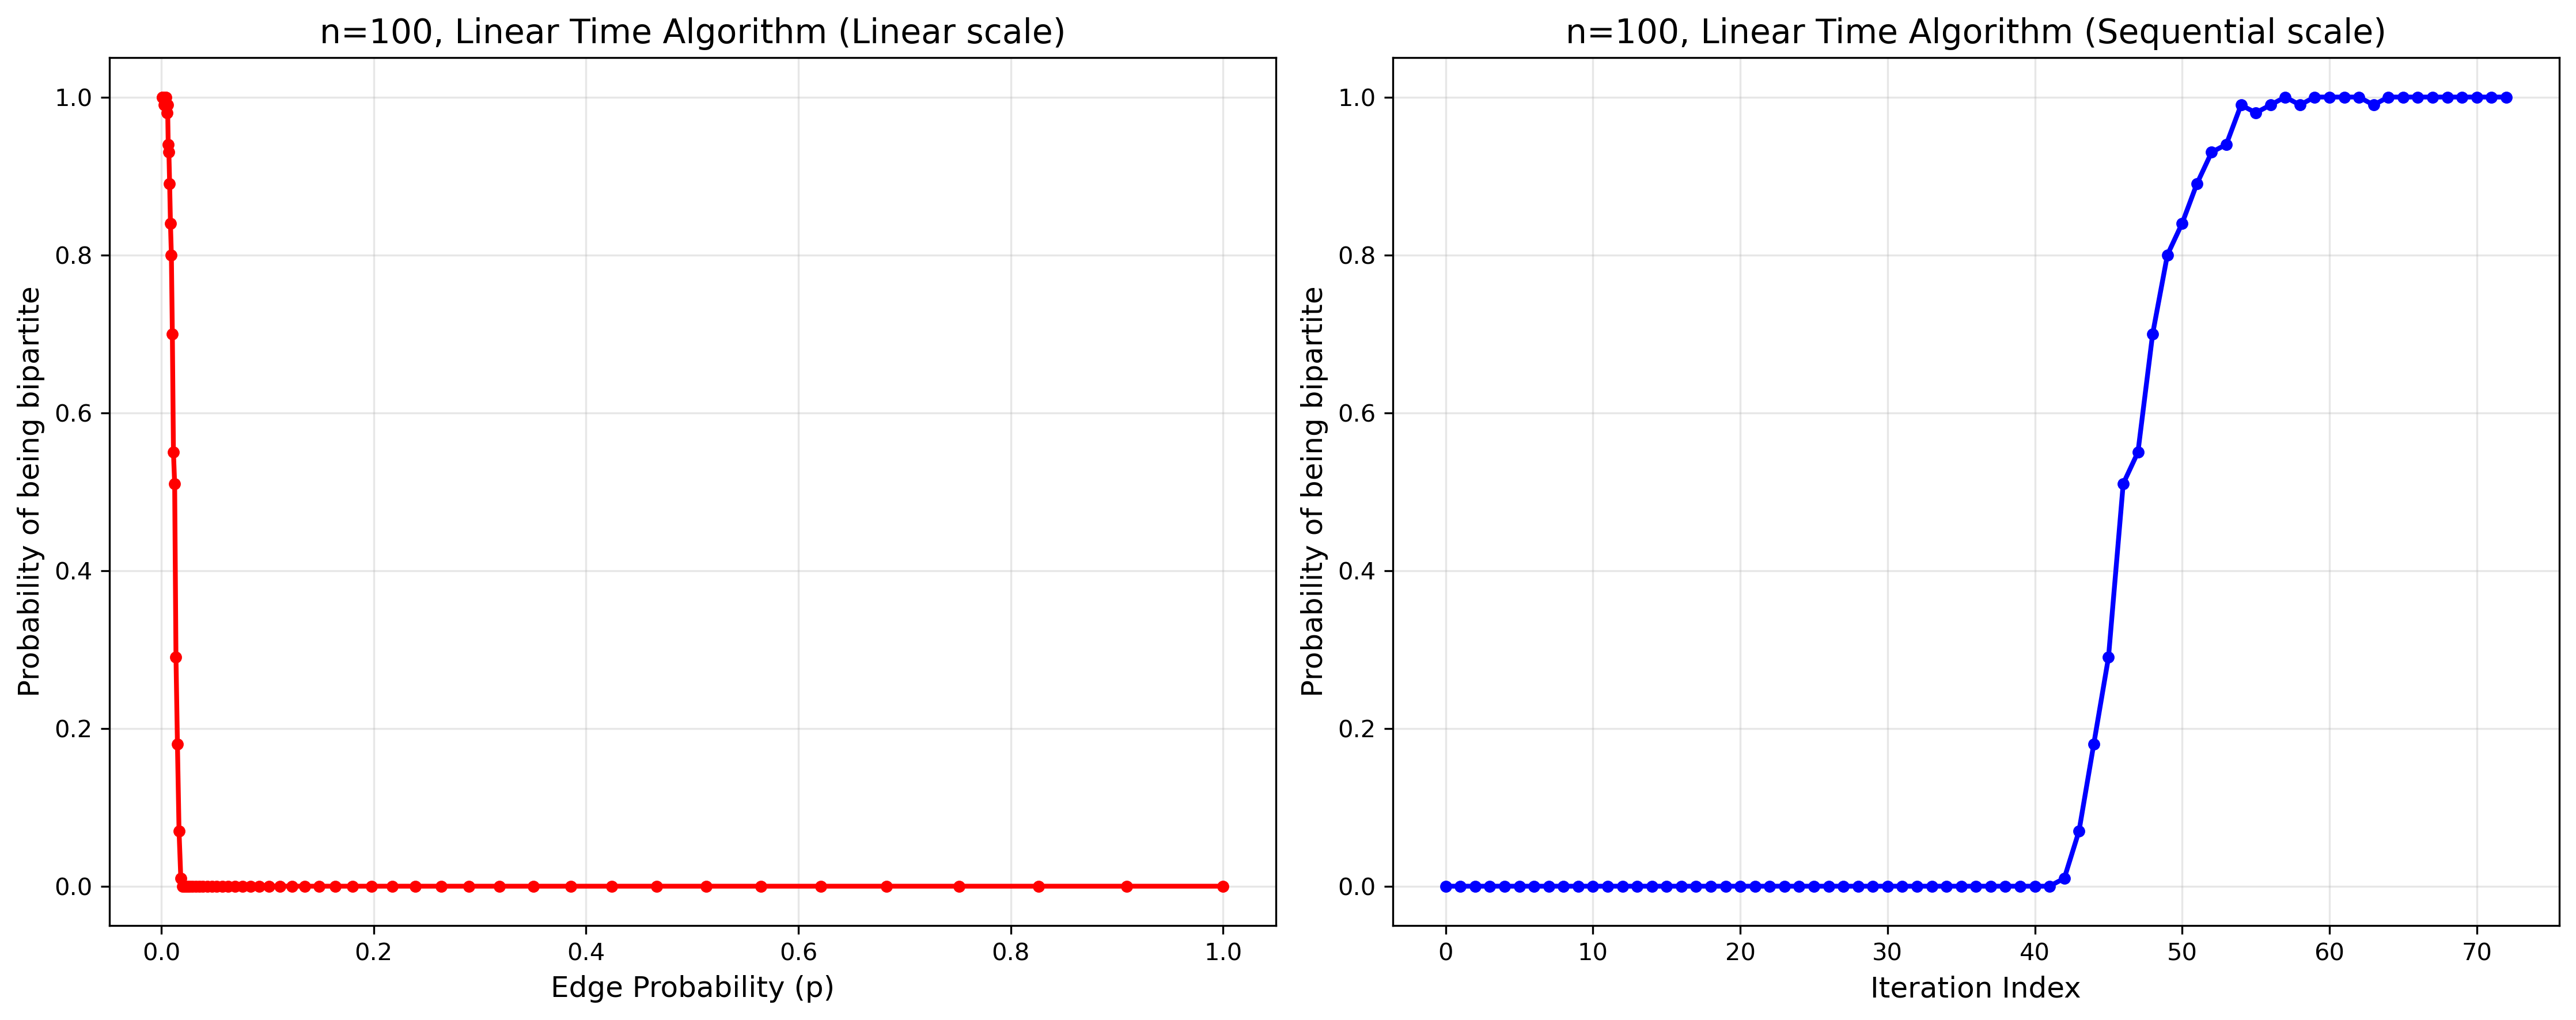 n=100, Linear Time Algorithm (Linear scale)
Probability of being bipartite
1.0
0.8
0.6
0.4
0.2
0.0
0.0 0.2 0.4 0.6 0.8 1.0
Edge Probability (p)
n=100, Linear Time Algorithm (Sequential scale)
Probability of being bipartite
1.0
0.8
0.6
0.4
0.2
0.0
0 10 20 30 40 50 60 70
Iteration Index